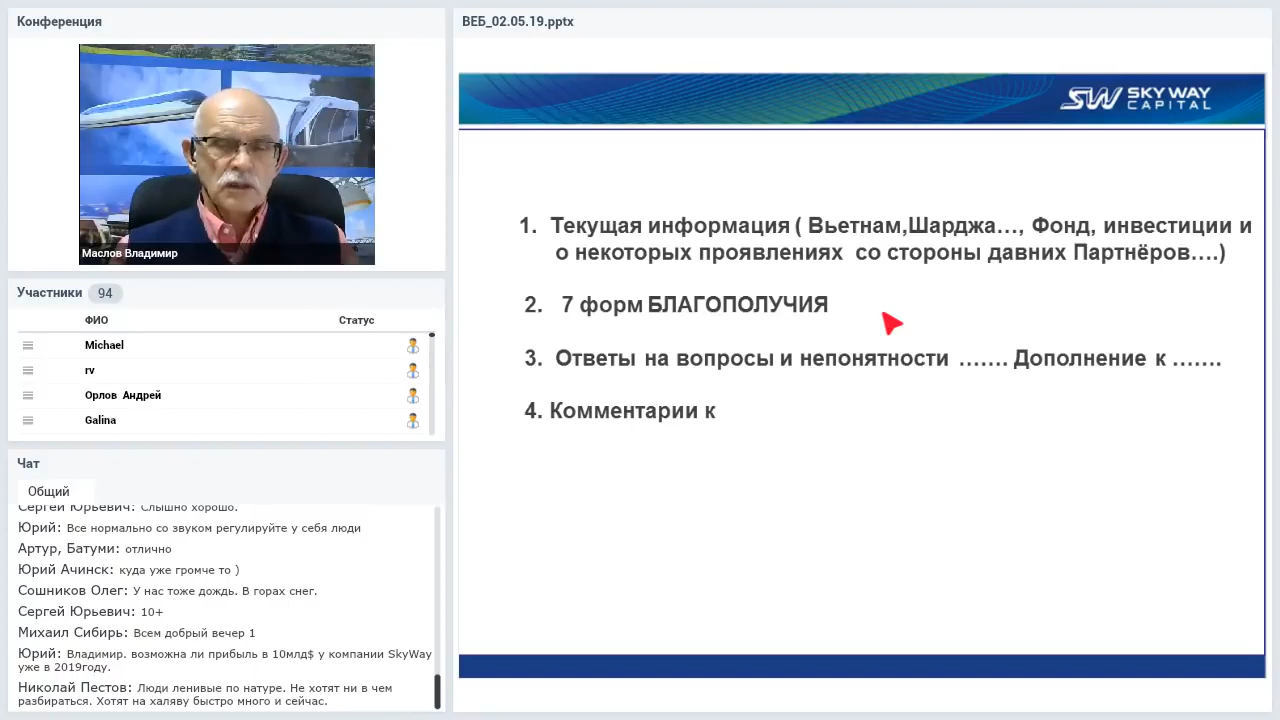 Конференция
Маслов Владимир
Участники 94
ФИО Статус
Michael
rv
Орлов Андрей
Galina
Чат
Общий
Сергей Юрьевич: Слышно хорошо.
Юрий: Все нормально со звуком регулируйте у себя люди
Артур, Батуми: отлично
Юрий Ачинск: куда уже громче то )
Сошников Олег: У нас тоже дождь. В горах снег.
Сергей Юрьевич: 10+
Михаил Сибирь: Всем добрый вечер 1
Юрий: Владимир. возможна ли прибыль в 10млд$ у компании SkyWay
уже в 2019году.
Николай Пестов: Люди ленивые по натуре. Не хотят ни в чем
разбираться. Хотят на халяву быстро много и сейчас.
ВЕБ_02.05.19.pptx
SW SKY WAY
CAPITAL
1. Текущая информация ( Вьетнам,Шарджа…, Фонд, инвестиции и
о некоторых проявлениях со стороны давних Партнёров….)
2. 7 форм БЛАГОПОЛУЧИЯ
3. Ответы на вопросы и непонятности ……. Дополнение к …….
4. Комментарии к